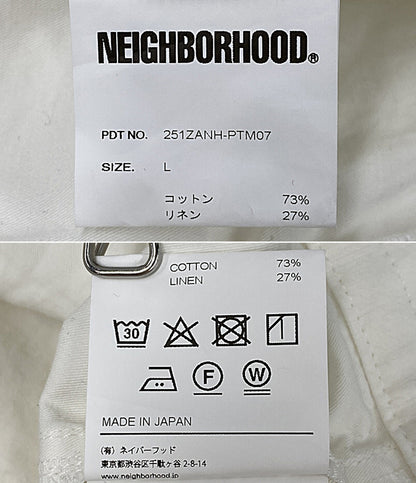 NEIGHBORHOOD®
PDT NO. 251ZANH-PTM07
SIZE. L
コットン 73%
リネン 27%
COTTON 73%
LINEN 27%
30
F W
MADE IN JAPAN
(有) ネイバーフッド
東京都渋谷区千駄ヶ谷 2-8-14
www.neighborhood.jp